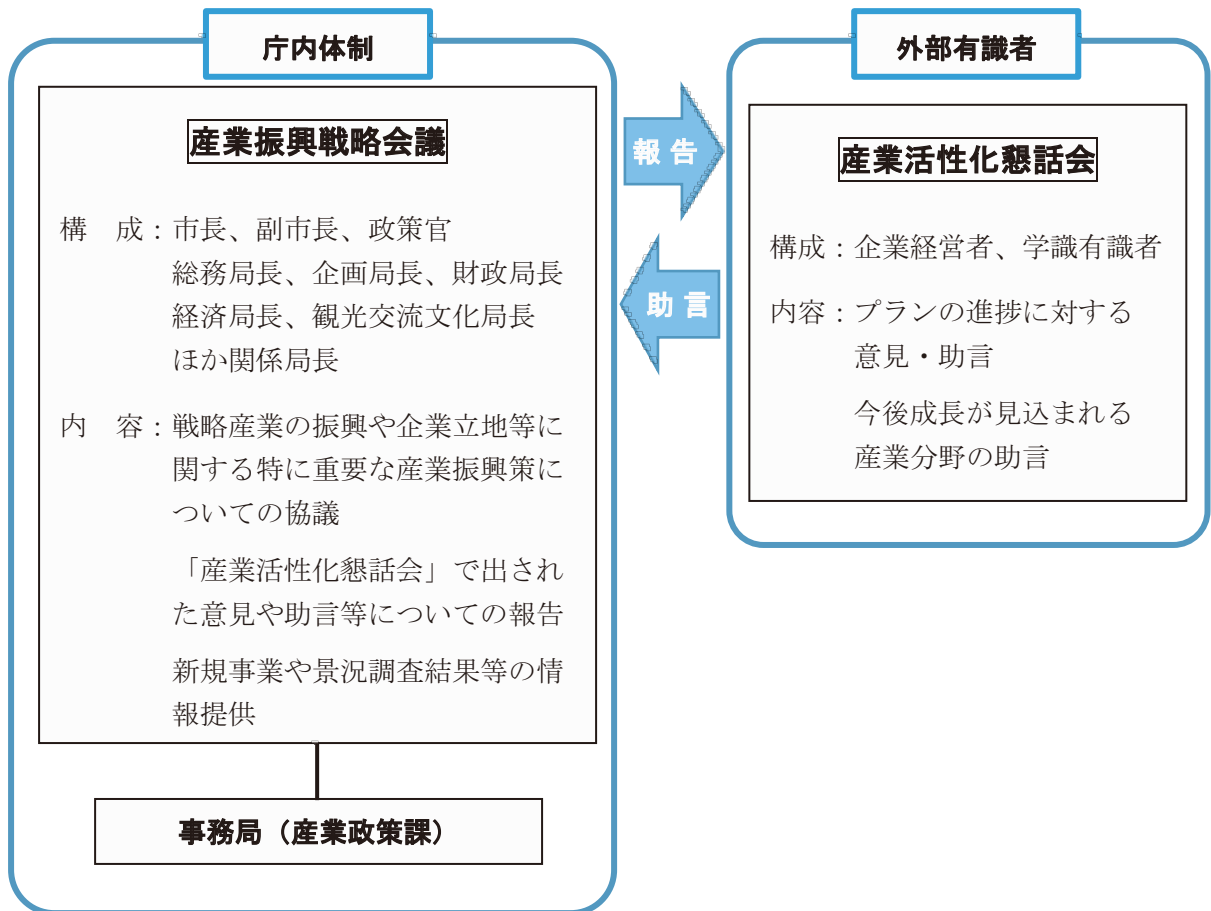 庁内体制
産業振興戦略会議
構　成：市長、副市長、政策官
総務局長、企画局長、財政局長
経済局長、観光交流文化局長
ほか関係局長
内　容：戦略産業の振興や企業立地等に
関する特に重要な産業振興策に
ついての協議
「産業活性化懇話会」で出され
た意見や助言等についての報告
新規事業や景況調査結果等の情
報提供
事務局（産業政策課）
報 告
助 言
外部有識者
産業活性化懇話会
構成：企業経営者、学識有識者
内容：プランの進捗に対する
意見・助言
今後成長が見込まれる
産業分野の助言